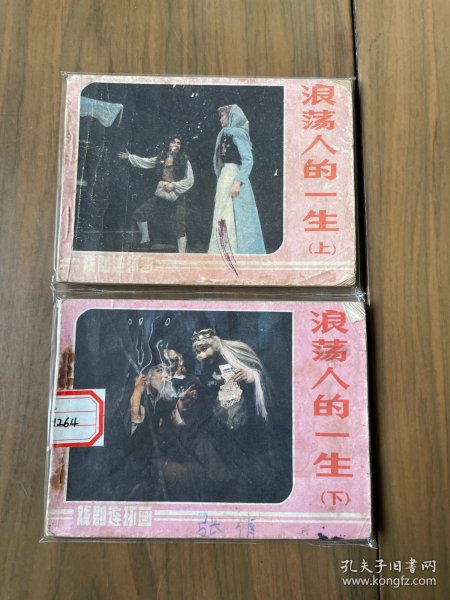 浪荡人的一生
(上)
戏剧连环画
浪荡人的一生
(下)
1264
戏剧连环画
孔夫子旧书网
www.kongfz.com